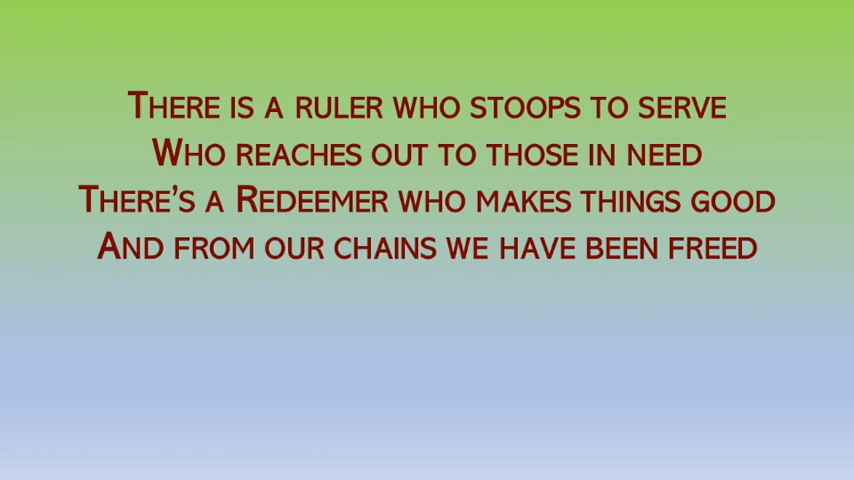 There is a ruler who stoops to serve
Who reaches out to those in need
There's a Redeemer who makes things good
And from our chains we have been freed